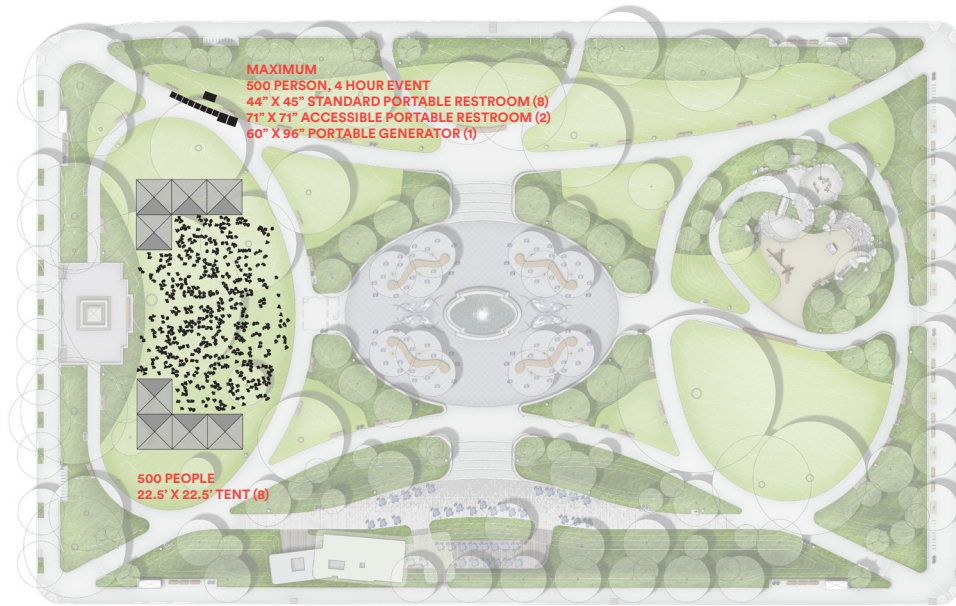 MAXIMUM
500 PERSON, 4 HOUR EVENT
44” X 45” STANDARD PORTABLE RESTROOM (8)
71” X 71” ACCESSIBLE PORTABLE RESTROOM (2)
60” X 96” PORTABLE GENERATOR (1)
500 PEOPLE
22.5’ X 22.5’ TENT (8)